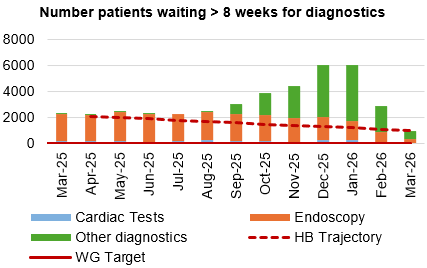 Number patients waiting > 8 weeks for diagnostics
8000
6000
4000
2000
0
Mar-25
Apr-25
May-25
Jun-25
Jul-25
Aug-25
Sep-25
Oct-25
Nov-25
Dec-25
Jan-26
Feb-26
Mar-26
Cardiac Tests
Endoscopy
Other diagnostics
HB Trajectory
WG Target